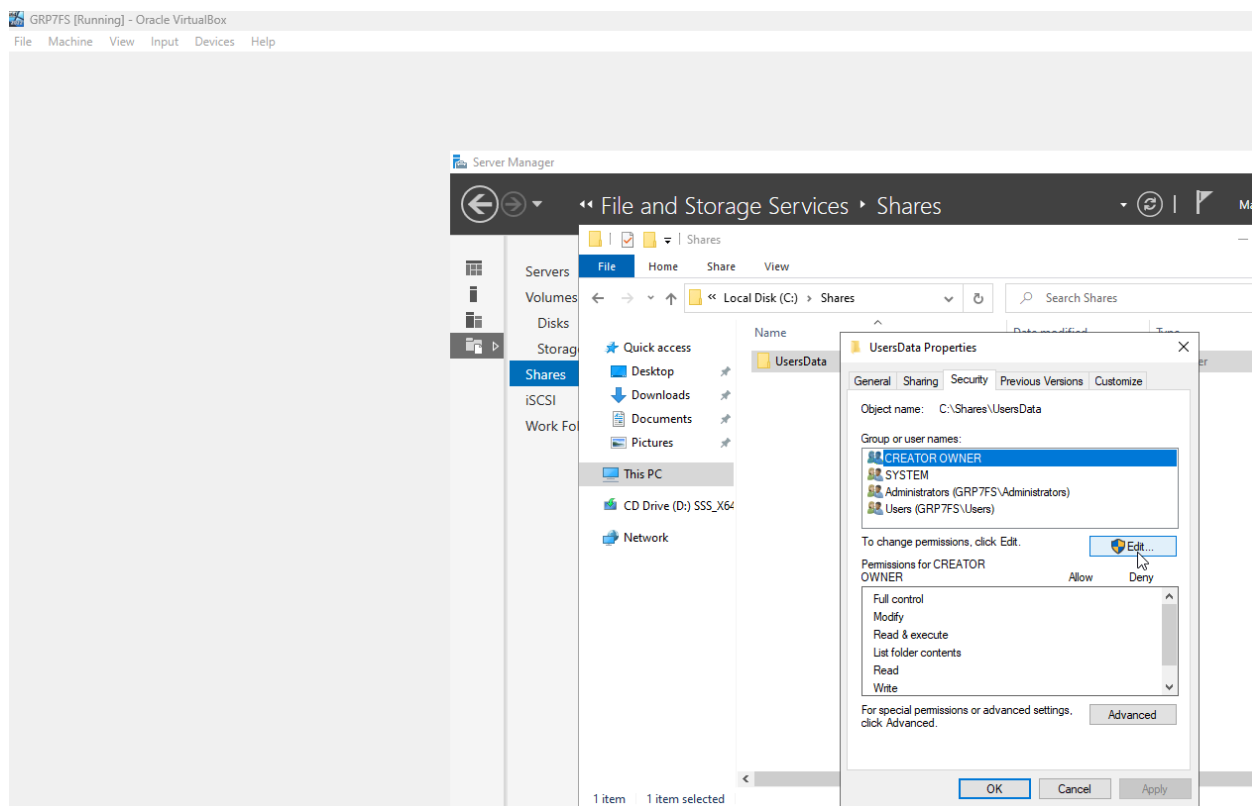 GRP7FS [Running] - Oracle VirtualBox
File Machine View Input Devices Help
Server Manager
File and Storage Services Shares
Servers
Volumes
Disks
Shares
iSCSI
Work
Shares
File Home Share View
« Local Disk (C:) > Shares
Search Shares
Quick access
Desktop
Downloads
Documents
Pictures
This PC
CD Drive (D:)
Network
Name
UsersData
1 item 1 item selected
UsersData Properties
General Sharing Security Previous Versions Customize
Object name: C:\Shares\UsersData
Group or user names:
CREATOR OWNER
SYSTEM
Administrators (GRP7FS\Administrators)
Users (GRP7FS\Users)
To change permissions, click Edit.
Edit...
Permissions for CREATOR
OWNER Allow Deny
Full control
Modify
Read & execute
List folder contents
Read
Write
For special permissions or advanced settings,
click Advanced.
Advanced
OK Cancel Apply